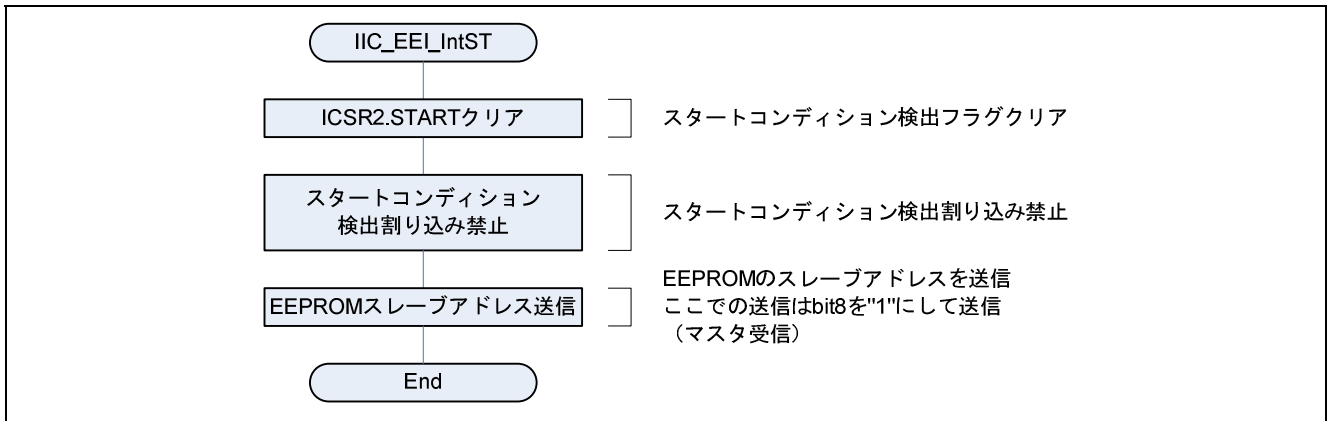 IIC_EEI_IntST
ICSR2.STARTクリア
スタートコンディション検出フラグクリア
スタートコンディション
検出割り込み禁止
スタートコンディション検出割り込み禁止
EEPROMスレーブアドレス送信
EEPROMのスレーブアドレスを送信
ここでの送信はbit8を"1"にして送信
（マスタ受信）
End